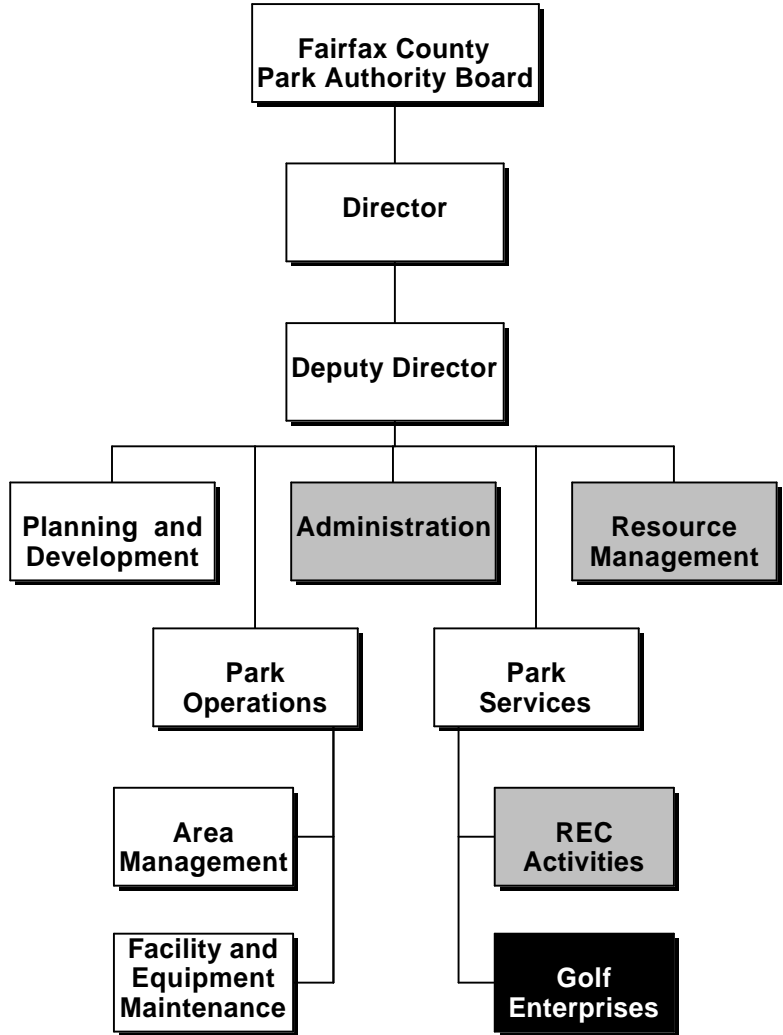 Fairfax County
Park Authority Board
Director
Deputy Director
Planning and
Development
Administration
Resource
Management
Park
Operations
Park
Services
Area
Management
REC
Activities
Facility and
Equipment
Maintenance
Golf
Enterprises